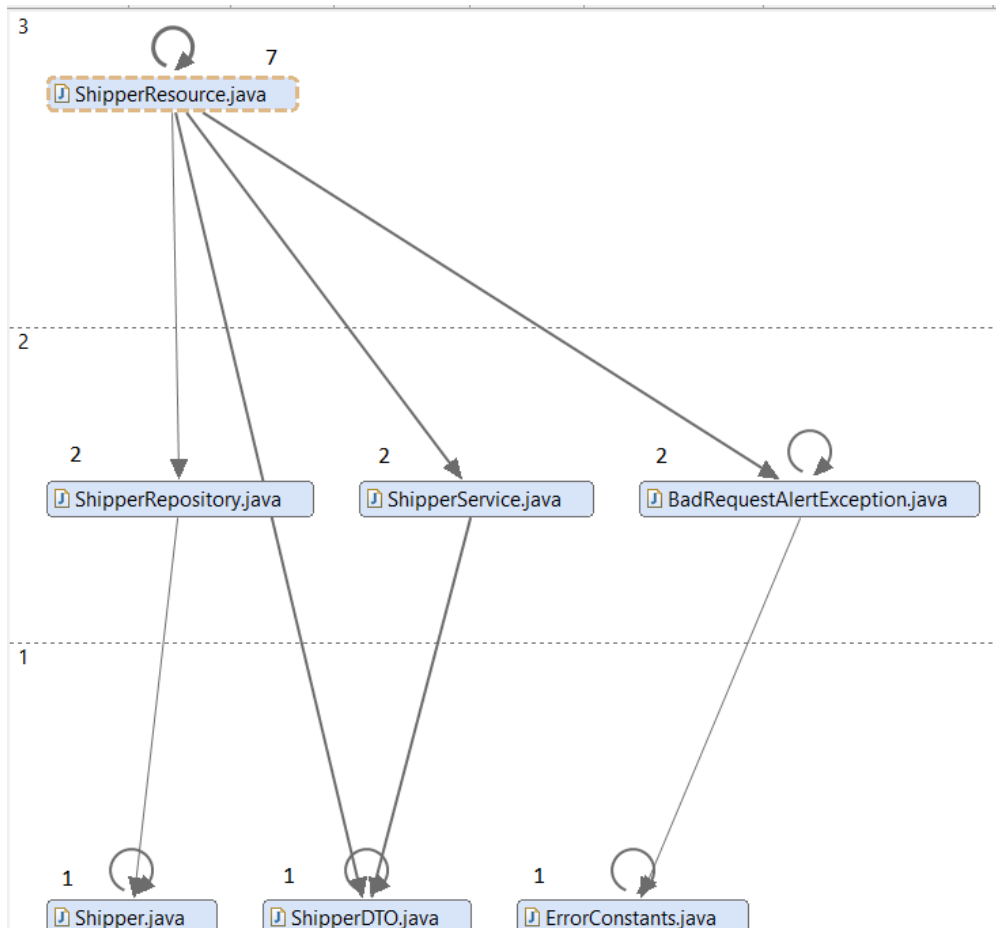 3
7
ShipperResource.java
2
2 2 2
ShipperRepository.java ShipperService.java BadRequestAlertException.java
1
1 1 1
Shipper.java ShipperDTO.java ErrorConstants.java